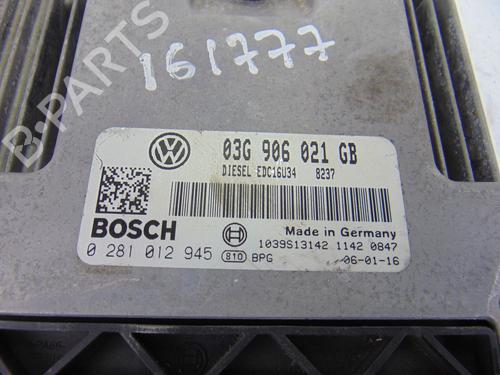 161777
B-PARTS
03G 906 021 GB
DIESEL EDC16U34 8237
BOSCH
Made in Germany
0 281 012 945
1039S13142 1142 0847
810 BPG 06-01-16